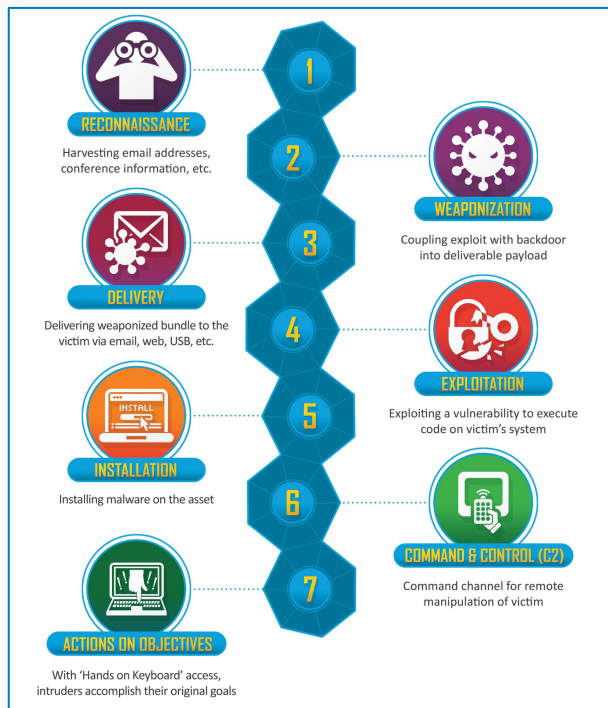 1
RECONNAISSANCE
Harvesting email addresses,
conference information, etc.
2
WEAPONIZATION
Coupling exploit with backdoor
into deliverable payload
3
DELIVERY
Delivering weaponized bundle to the
victim via email, web, USB, etc.
4
EXPLOITATION
Exploiting a vulnerability to execute
code on victim's system
5
INSTALL
INSTALLATION
Installing malware on the asset
6
COMMAND & CONTROL (C2)
Command channel for remote
manipulation of victim
7
ACTIONS ON OBJECTIVES
With ‘Hands on Keyboard’ access,
intruders accomplish their original goals